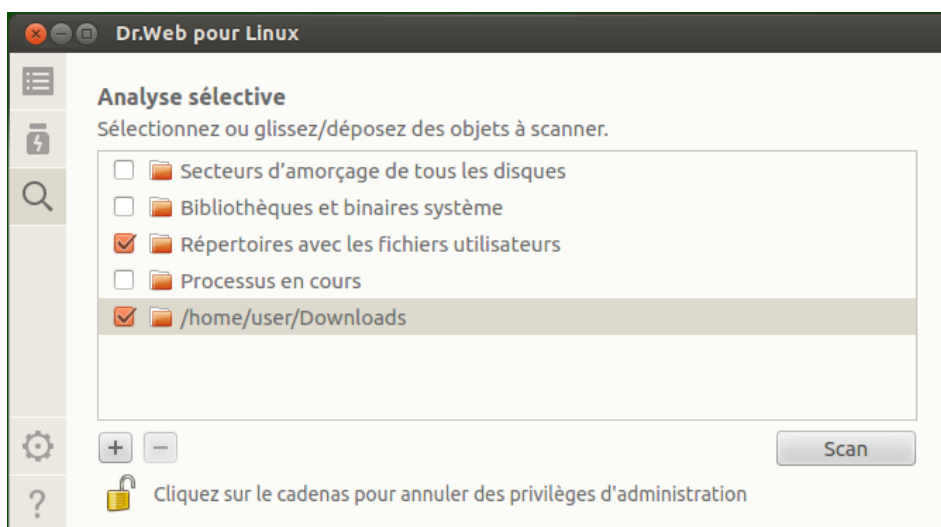 Dr.Web pour Linux
Analyse sélective
Sélectionnez ou glissez/déposez des objets à scanner.
Secteurs d’amorçage de tous les disques
Bibliothèques et binaires système
Répertoires avec les fichiers utilisateurs
Processus en cours
/home/user/Downloads
Scan
Cliquez sur le cadenas pour annuler des privilèges d'administration